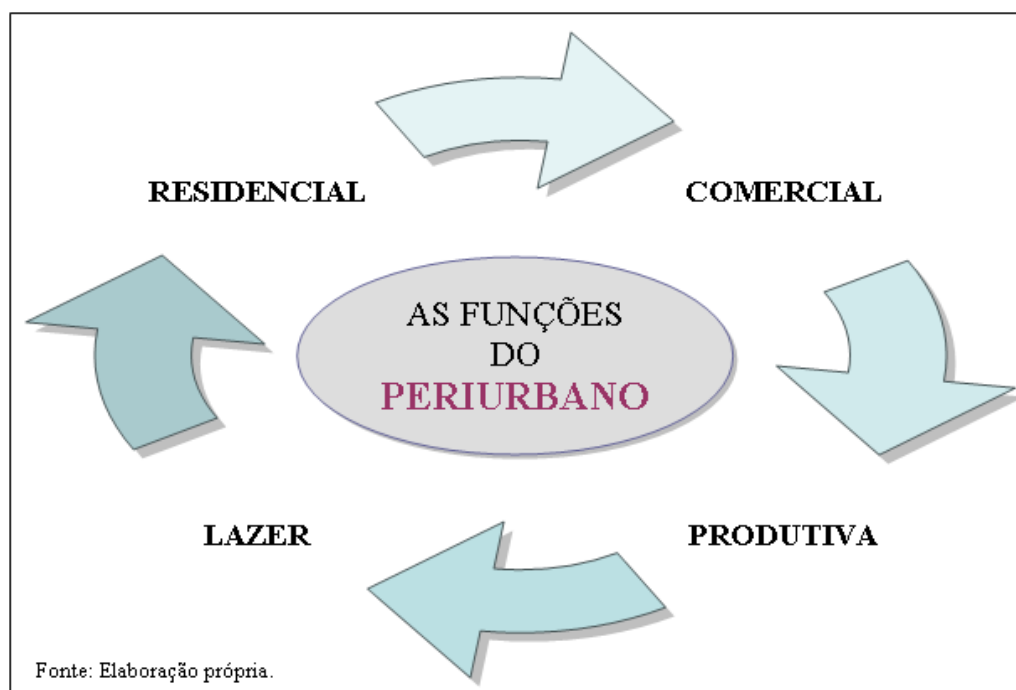 RESIDENCIAL
COMERCIAL
AS FUNÇÕES
DO
PERIURBANO
LAZER
PRODUTIVA
Fonte: Elaboração própria.